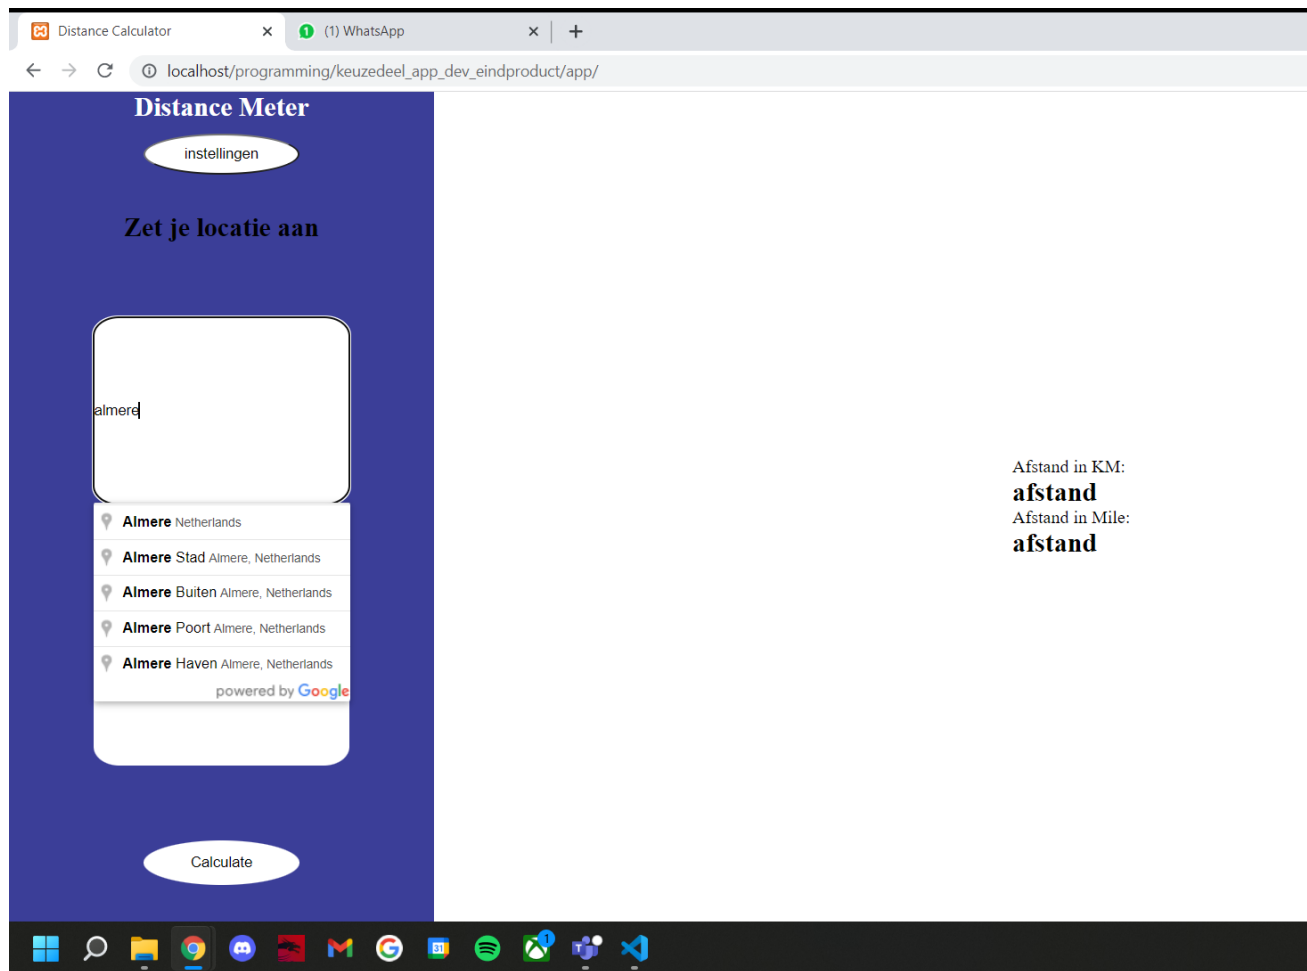 Distance Calculator
(1) WhatsApp
localhost/programming/keuzedeel_app_dev_eindproduct/app/
Distance Meter
instellingen
Zet je locatie aan
almere
Almere Netherlands
Almere Stad Almere, Netherlands
Almere Buiten Almere, Netherlands
Almere Poort Almere, Netherlands
Almere Haven Almere, Netherlands
powered by Google
Calculate
Afstand in KM:
afstand
Afstand in Mile:
afstand
31
1